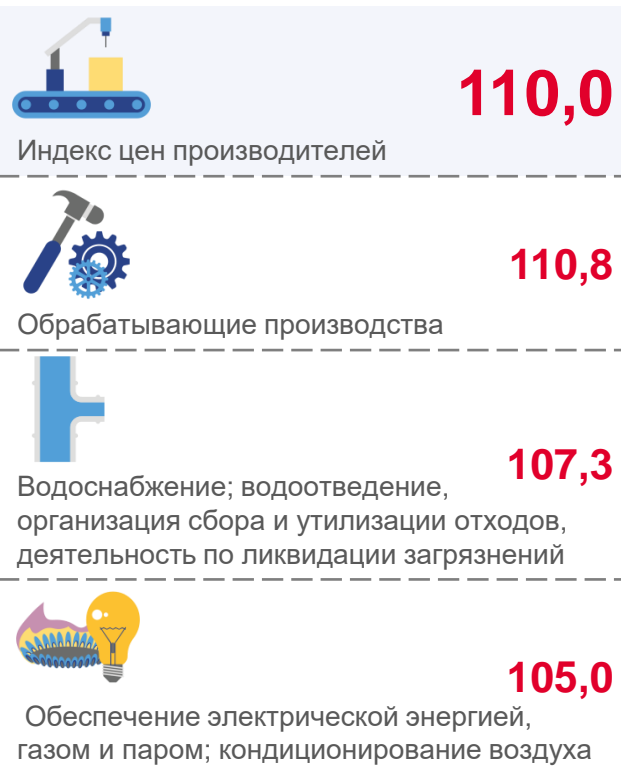 110,0
Индекс цен производителей
110,8
Обрабатывающие производства
107,3
Водоснабжение; водоотведение,
организация сбора и утилизации отходов,
деятельность по ликвидации загрязнений
105,0
Обеспечение электрической энергией,
газом и паром; кондиционирование воздуха